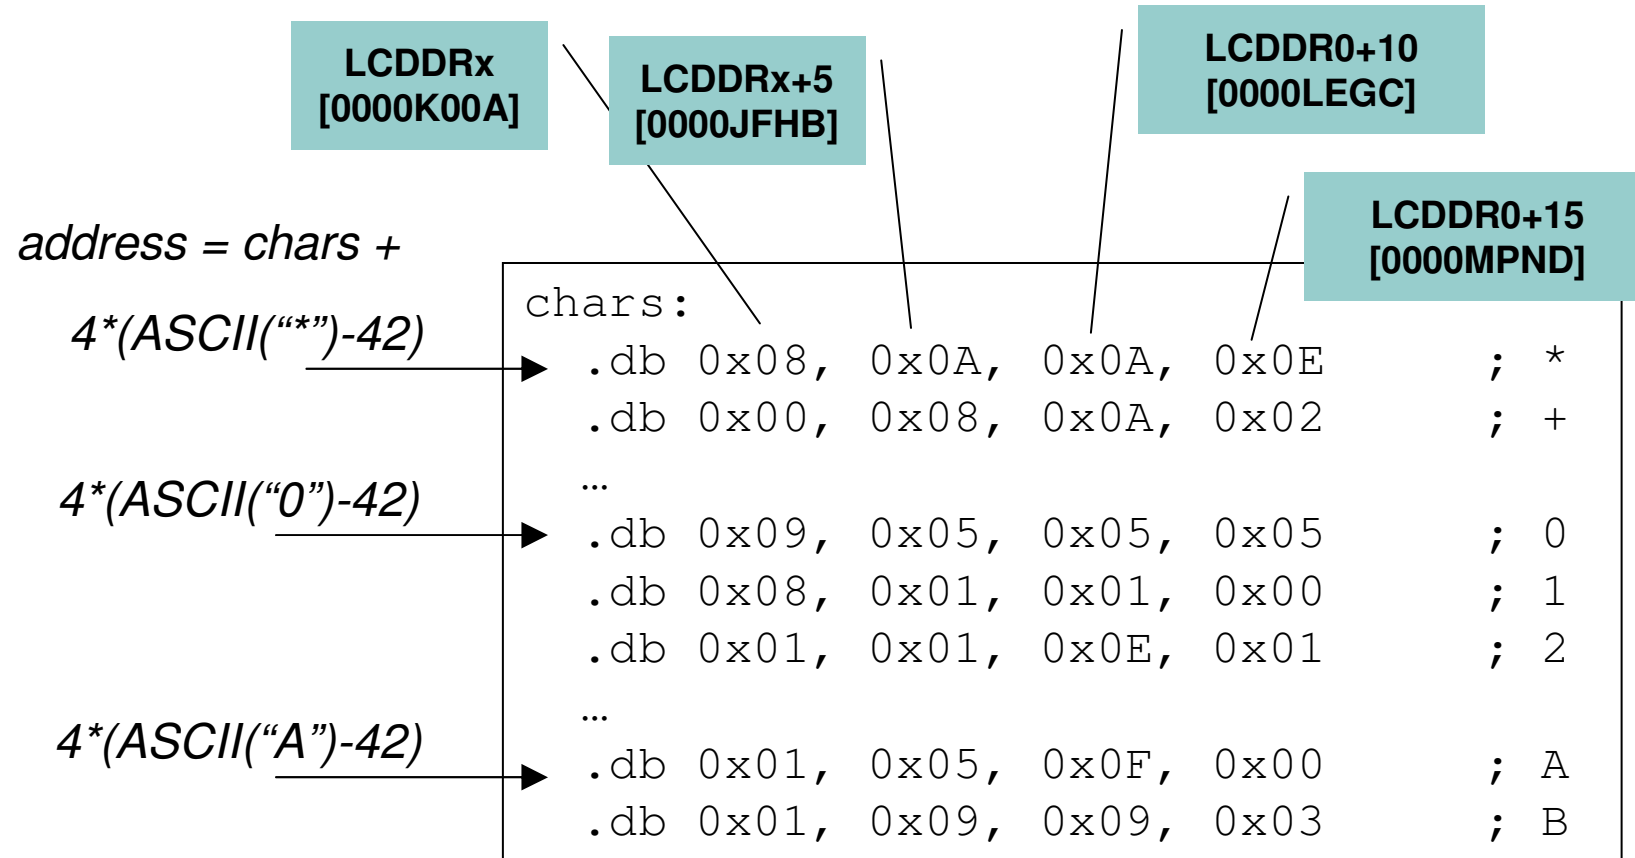 LCDDRx
[0000K00A]
LCDDRx+5
[0000JFHB]
LCDDR0+10
[0000LEGC]
LCDDR0+15
[0000MPND]
address = chars +
4*(ASCII(“*”)-42)
4*(ASCII(“0”)-42)
4*(ASCII(“A”)-42)
chars:
.db 0x08, 0x0A, 0x0A, 0x0E ; *
.db 0x00, 0x08, 0x0A, 0x02 ; +
…
.db 0x09, 0x05, 0x05, 0x05 ; 0
.db 0x08, 0x01, 0x01, 0x00 ; 1
.db 0x01, 0x01, 0x0E, 0x01 ; 2
…
.db 0x01, 0x05, 0x0F, 0x00 ; A
.db 0x01, 0x09, 0x09, 0x03 ; B